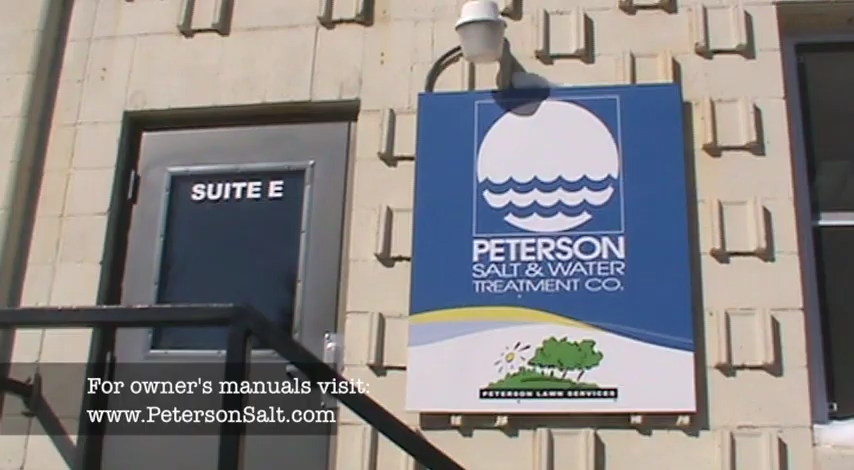 SUITE E
PETERSON
SALT & WATER
TREATMENT CO.
PETERSON LAWN SERVICES
For owner's manuals visit:
www.PetersonSalt.com